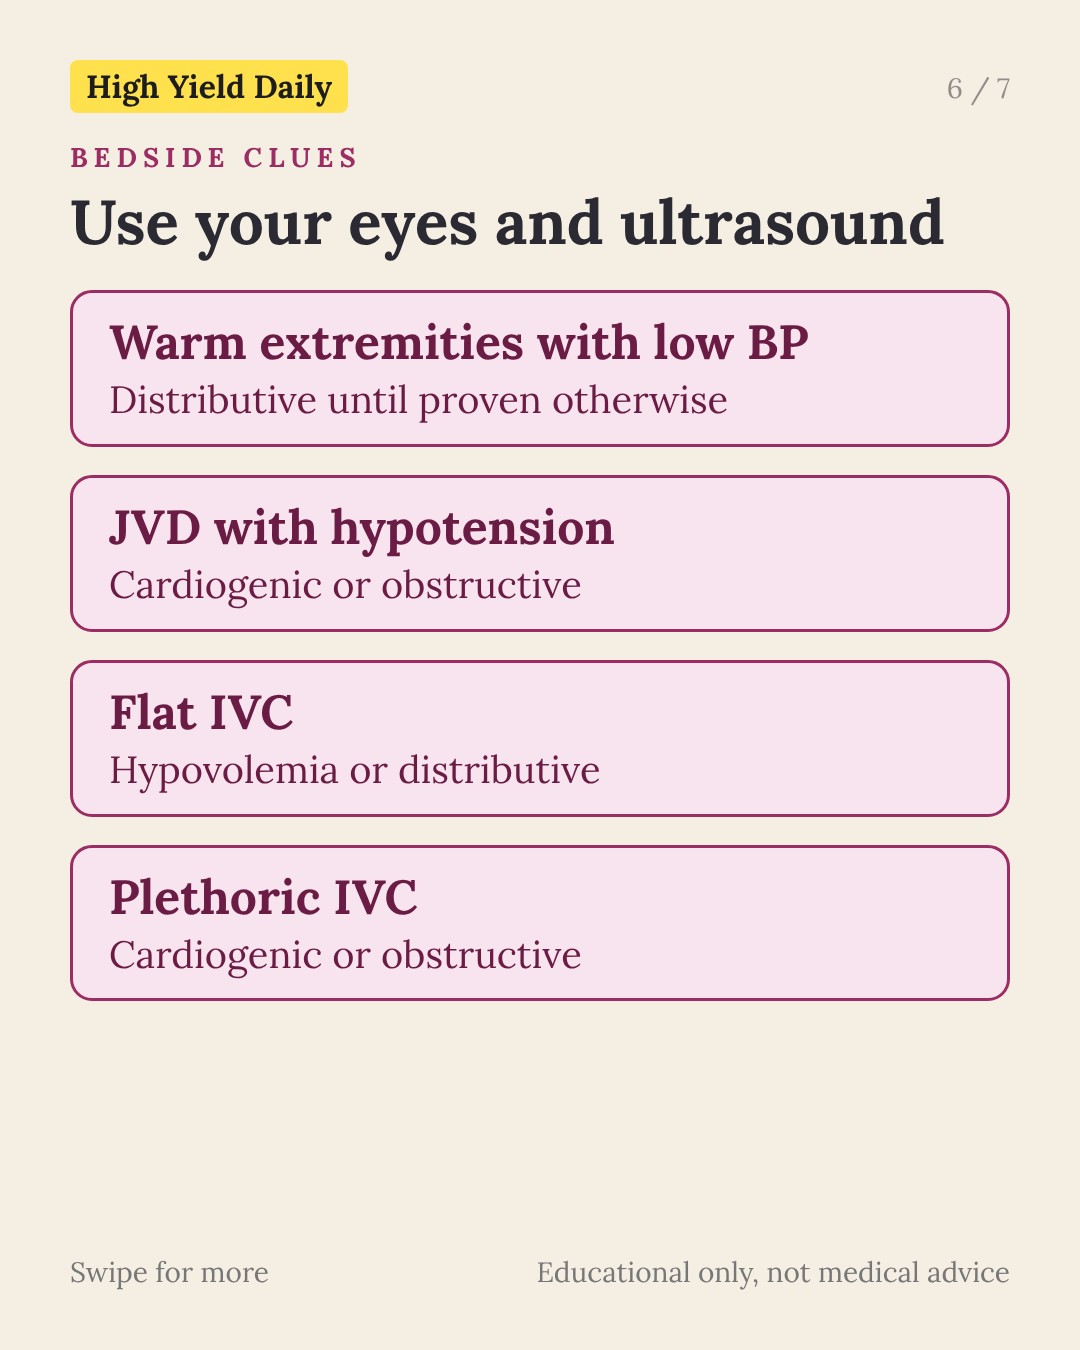 High Yield Daily
6 / 7
BEDSIDE CLUES
Use your eyes and ultrasound
Warm extremities with low BP
Distributive until proven otherwise
JVD with hypotension
Cardiogenic or obstructive
Flat IVC
Hypovolemia or distributive
Plethoric IVC
Cardiogenic or obstructive
Swipe for more
Educational only, not medical advice